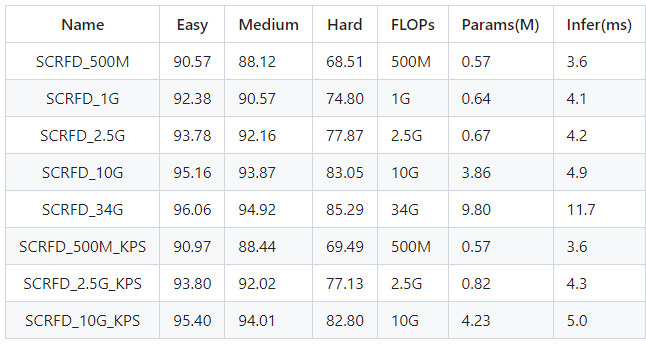 Name Easy Medium Hard FLOPs Params(M) Infer(ms)
SCRFD_500M 90.57 88.12 68.51 500M 0.57 3.6
SCRFD_1G 92.38 90.57 74.80 1G 0.64 4.1
SCRFD_2.5G 93.78 92.16 77.87 2.5G 0.67 4.2
SCRFD_10G 95.16 93.87 83.05 10G 3.86 4.9
SCRFD_34G 96.06 94.92 85.29 34G 9.80 11.7
SCRFD_500M_KPS 90.97 88.44 69.49 500M 0.57 3.6
SCRFD_2.5G_KPS 93.80 92.02 77.13 2.5G 0.82 4.3
SCRFD_10G_KPS 95.40 94.01 82.80 10G 4.23 5.0